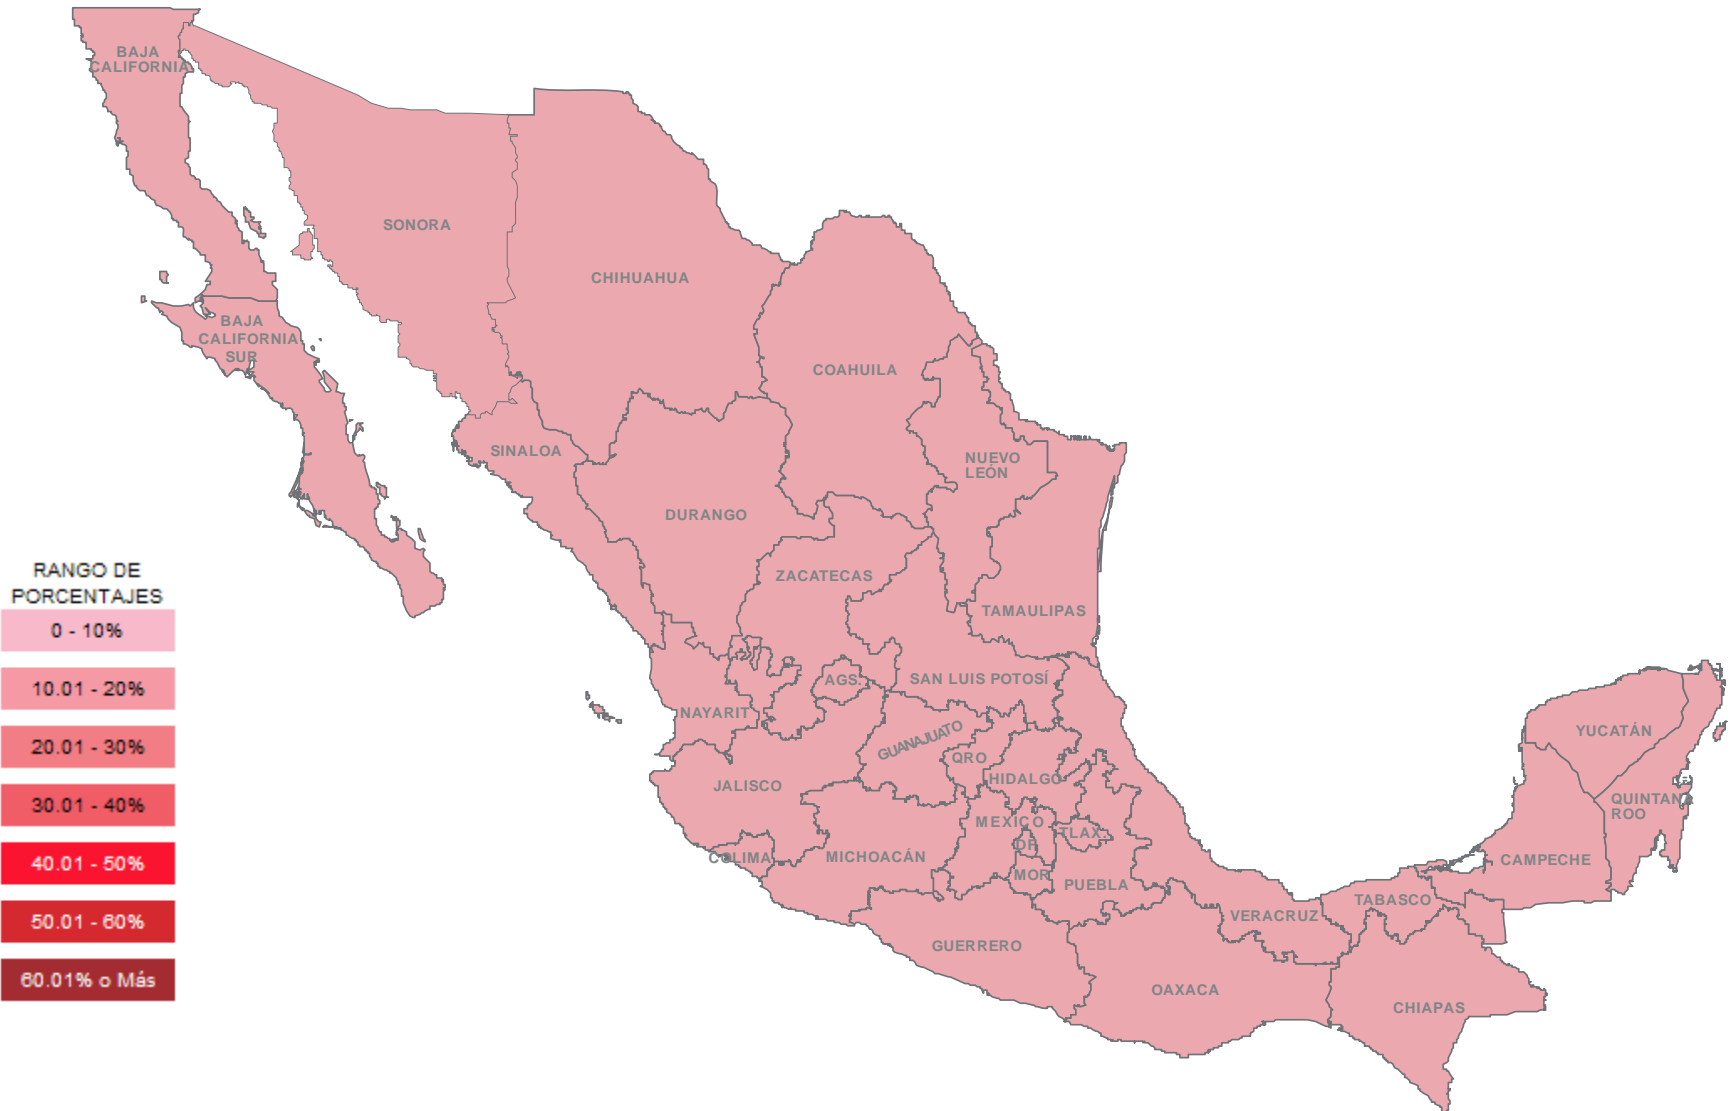 BAJA
CALIFORNIA
SONORA
CHIHUAHUA
BAJA
CALIFORNIA
SUR
COAHUILA
SINALOA
NUEVO
LEÓN
DURANGO
ZACATECAS
TAMAULIPAS
SAN LUIS POTOSÍ
AGS.
NAYARIT
GUANAJUATO
QRO
HIDALGO
JALISCO
MEXICO
DF
TLAX.
COLIMA
MICHOACÁN
MOR
PUEBLA
GUERRERO
VERACRUZ
OAXACA
TABASCO
CHIAPAS
CAMPECHE
YUCATÁN
QUINTANA
ROO
RANGO DE
PORCENTAJES
0 - 10%
10.01 - 20%
20.01 - 30%
30.01 - 40%
40.01 - 50%
50.01 - 60%
60.01% o Más